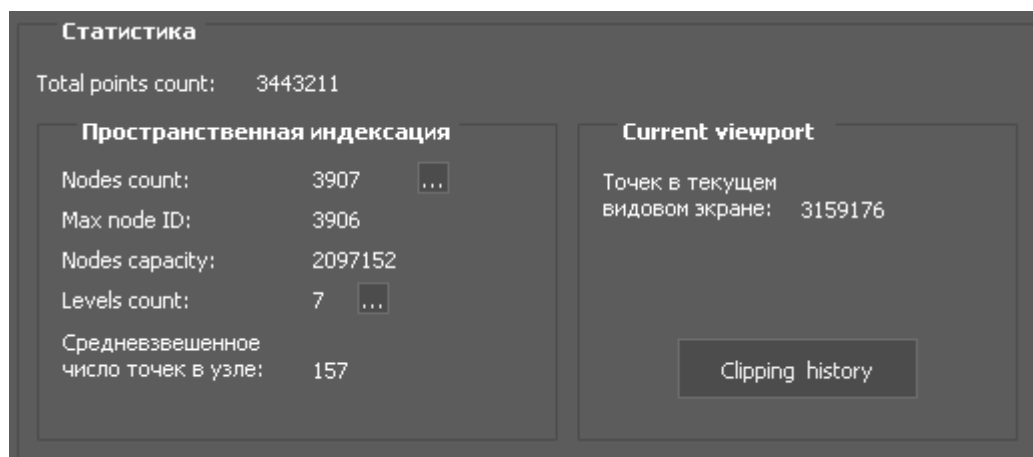 Статистика
Total points count: 3443211
Пространственная индексация
Nodes count: 3907 ...
Max node ID: 3906
Nodes capacity: 2097152
Levels count: 7 ...
Средневзвешенное
число точек в узле: 157
Current viewport
Точек в текущем
видовом экране: 3159176
Clipping history